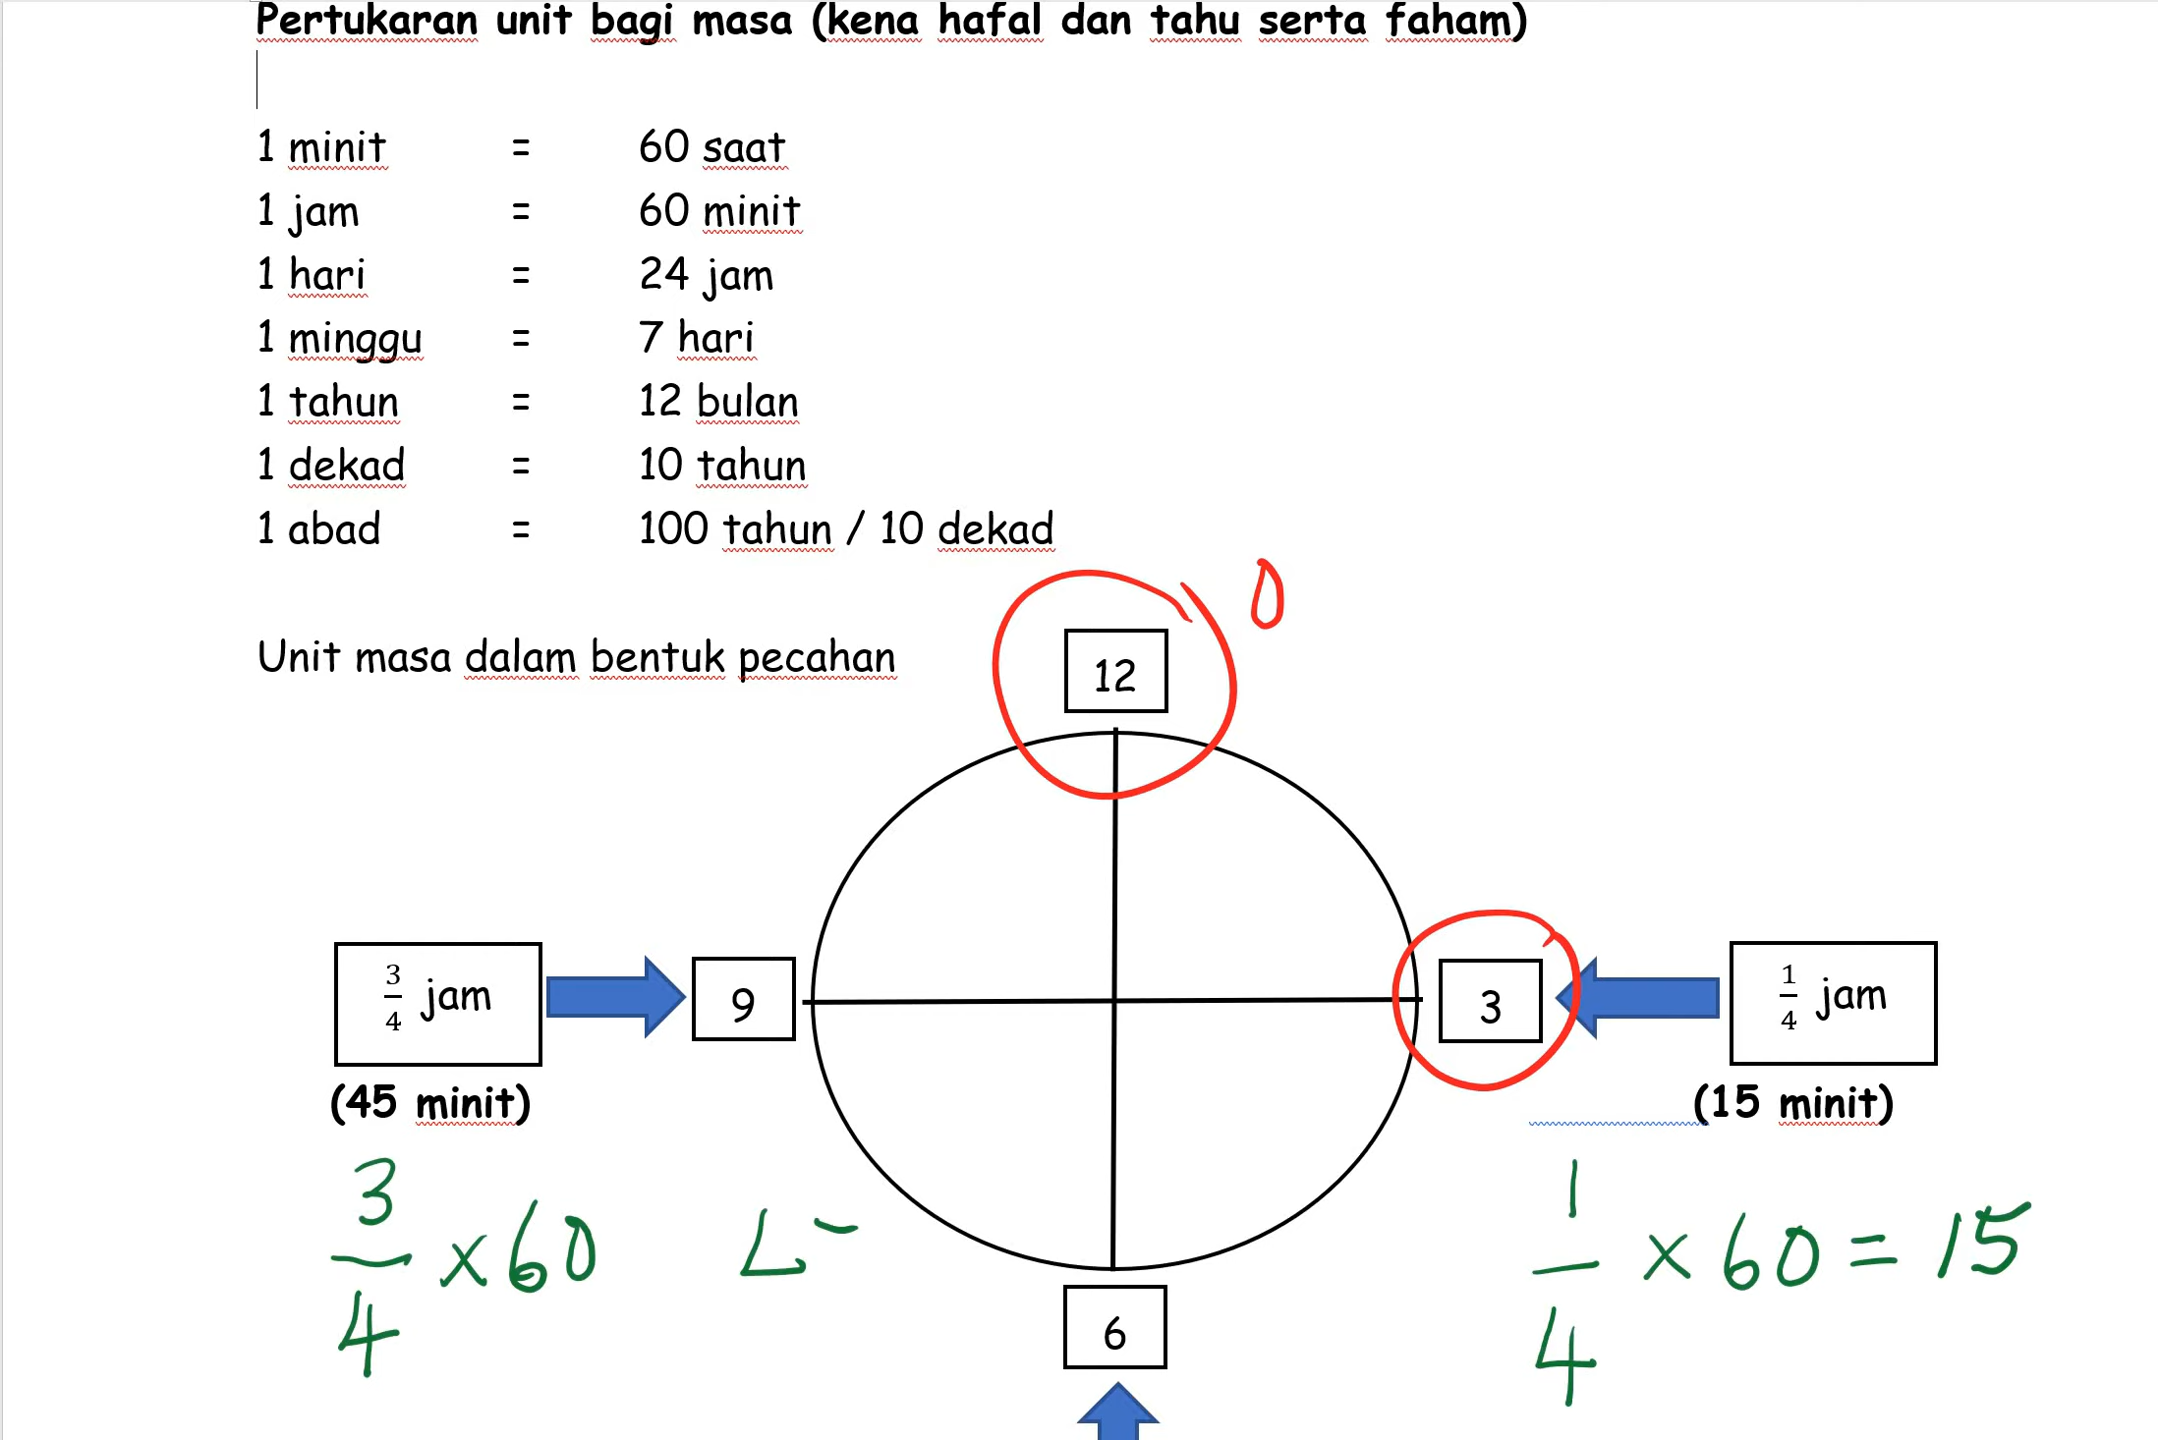 Pertukaran unit bagi masa (kena hafal dan tahu serta faham)
1 minit = 60 saat
1 jam = 60 minit
1 hari = 24 jam
1 minggu = 7 hari
1 tahun = 12 bulan
1 dekad = 10 tahun
1 abad = 100 tahun / 10 dekad
0
Unit masa dalam bentuk pecahan
12
3/4 jam
9
3
1/4 jam
(45 minit)
(15 minit)
3/4 ×60
1/4 ×60=15
6